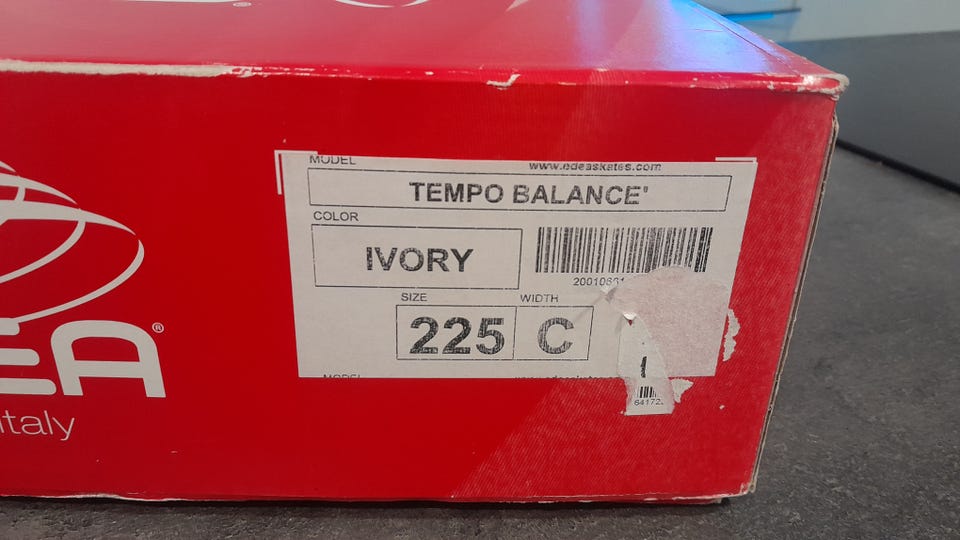 MODEL www.edeaskates.com
TEMPO BALANCE'
COLOR
IVORY
SIZE WIDTH
225 C
EA®
Italy